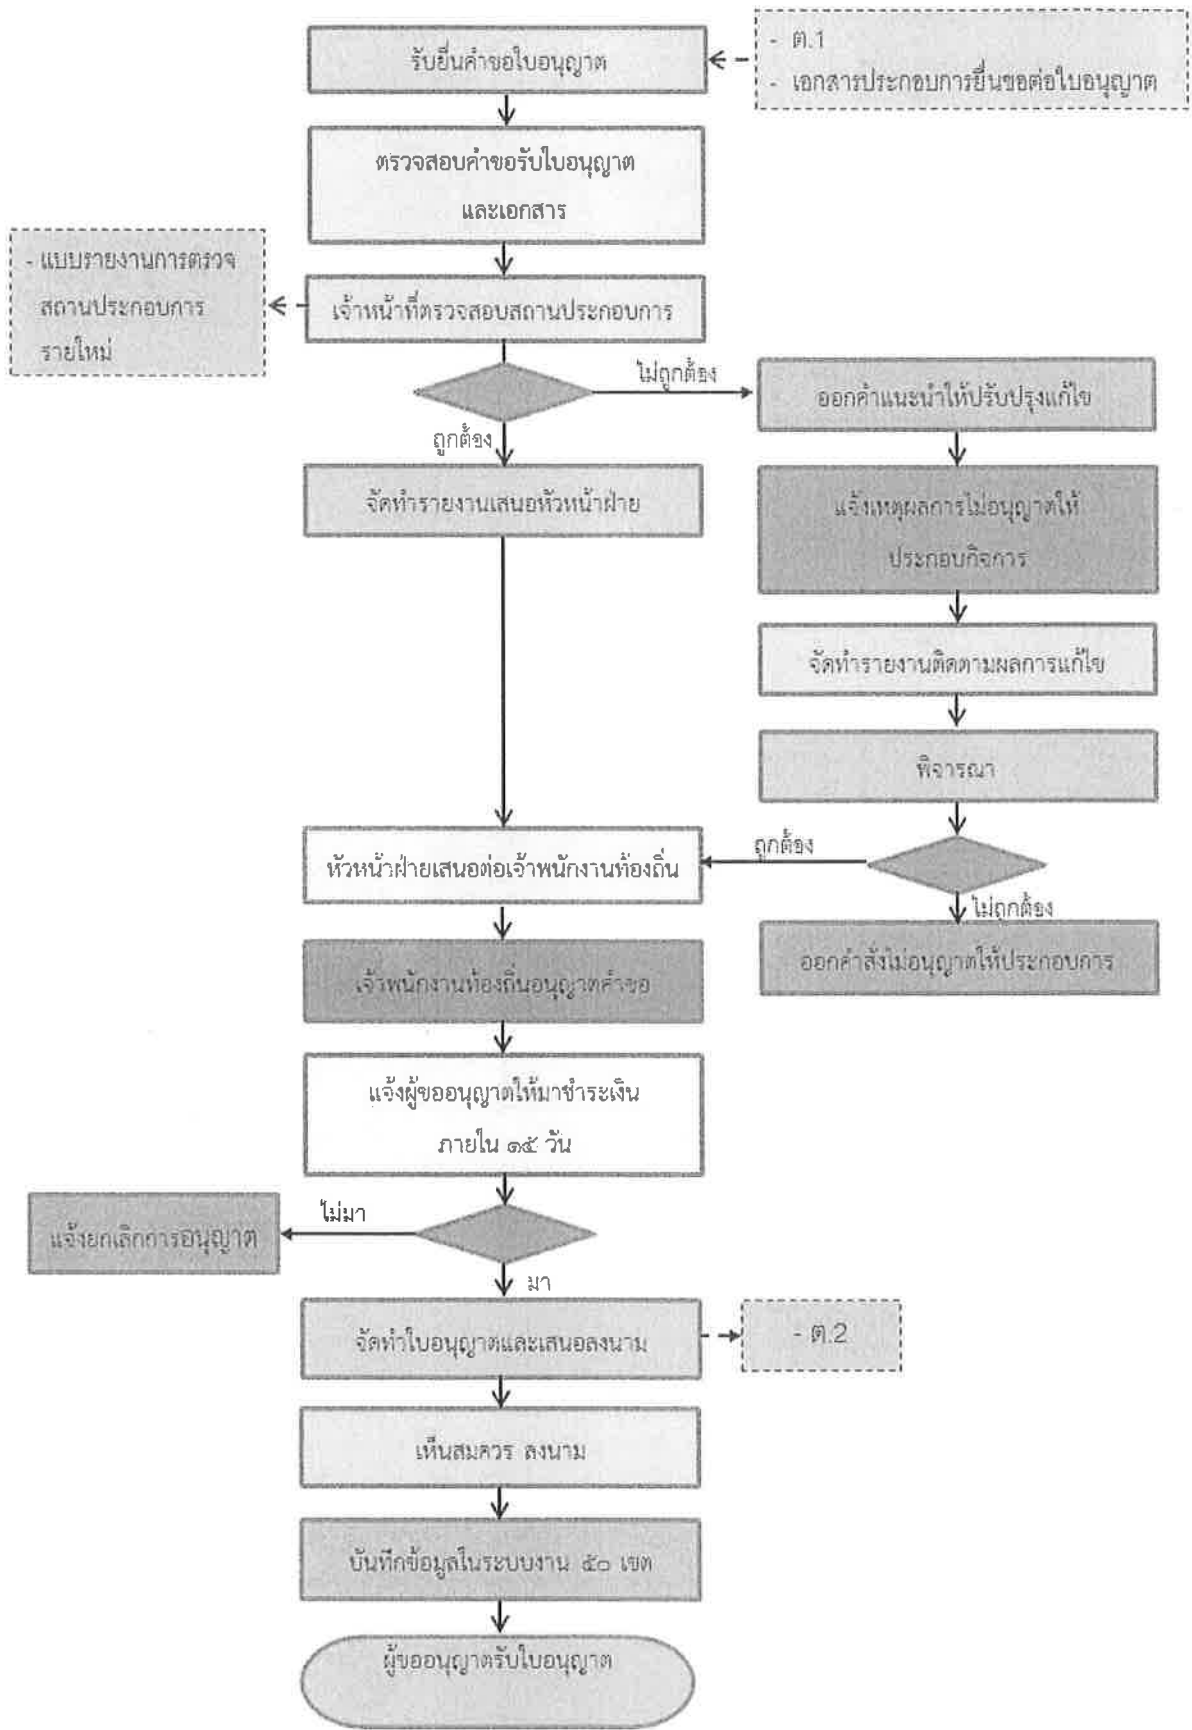 รับยื่นคำขอใบอนุญาต
- ต.1
- เอกสารประกอบการยื่นขอต่อใบอนุญาต
ตรวจสอบคำขอรับใบอนุญาต
และเอกสาร
- แบบรายงานการตรวจ
สถานประกอบการ
รายใหม่
เจ้าหน้าที่ตรวจสอบสถานประกอบการ
ไม่ถูกต้อง
ออกคำแนะนำให้ปรับปรุงแก้ไข
ถูกต้อง
จัดทำรายงานเสนอหัวหน้าฝ่าย
แจ้งเหตุผลการไม่อนุญาตให้
ประกอบกิจการ
จัดทำรายงานติดตามผลการแก้ไข
พิจารณา
ถูกต้อง
หัวหน้าฝ่ายเสนอต่อเจ้าพนักงานท้องถิ่น
ไม่ถูกต้อง
ออกคำสั่งไม่อนุญาตให้ประกอบการ
เจ้าพนักงานท้องถิ่นอนุญาตคำขอ
แจ้งผู้ขออนุญาตให้มาชำระเงิน
ภายใน ๑๕ วัน
ไม่มา
แจ้งยกเลิกการอนุญาต
มา
จัดทำใบอนุญาตและเสนอลงนาม
- ต.2
เห็นสมควร ลงนาม
บันทึกข้อมูลในระบบงาน ๕๐ เขต
ผู้ขออนุญาตรับใบอนุญาต